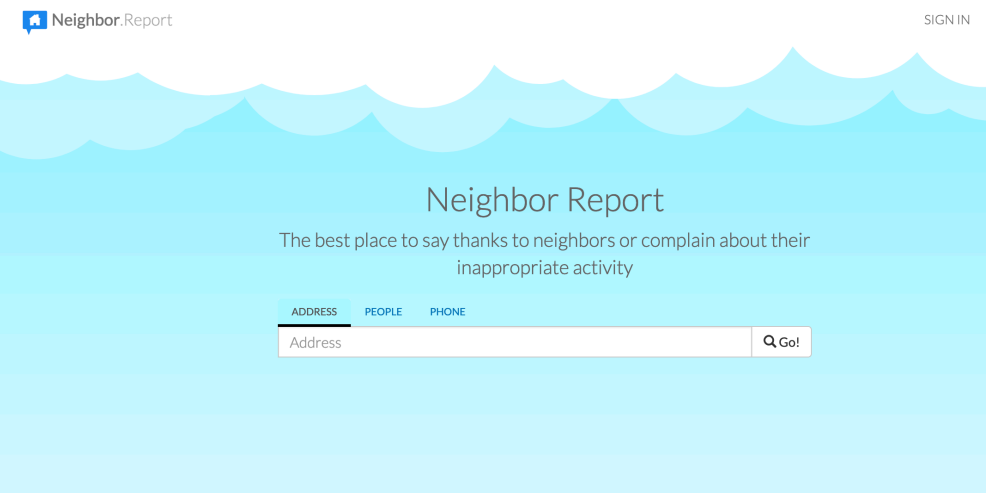 Neighbor.Report
SIGN IN
Neighbor Report
The best place to say thanks to neighbors or complain about their
inappropriate activity
ADDRESS PEOPLE PHONE
Address
Go!